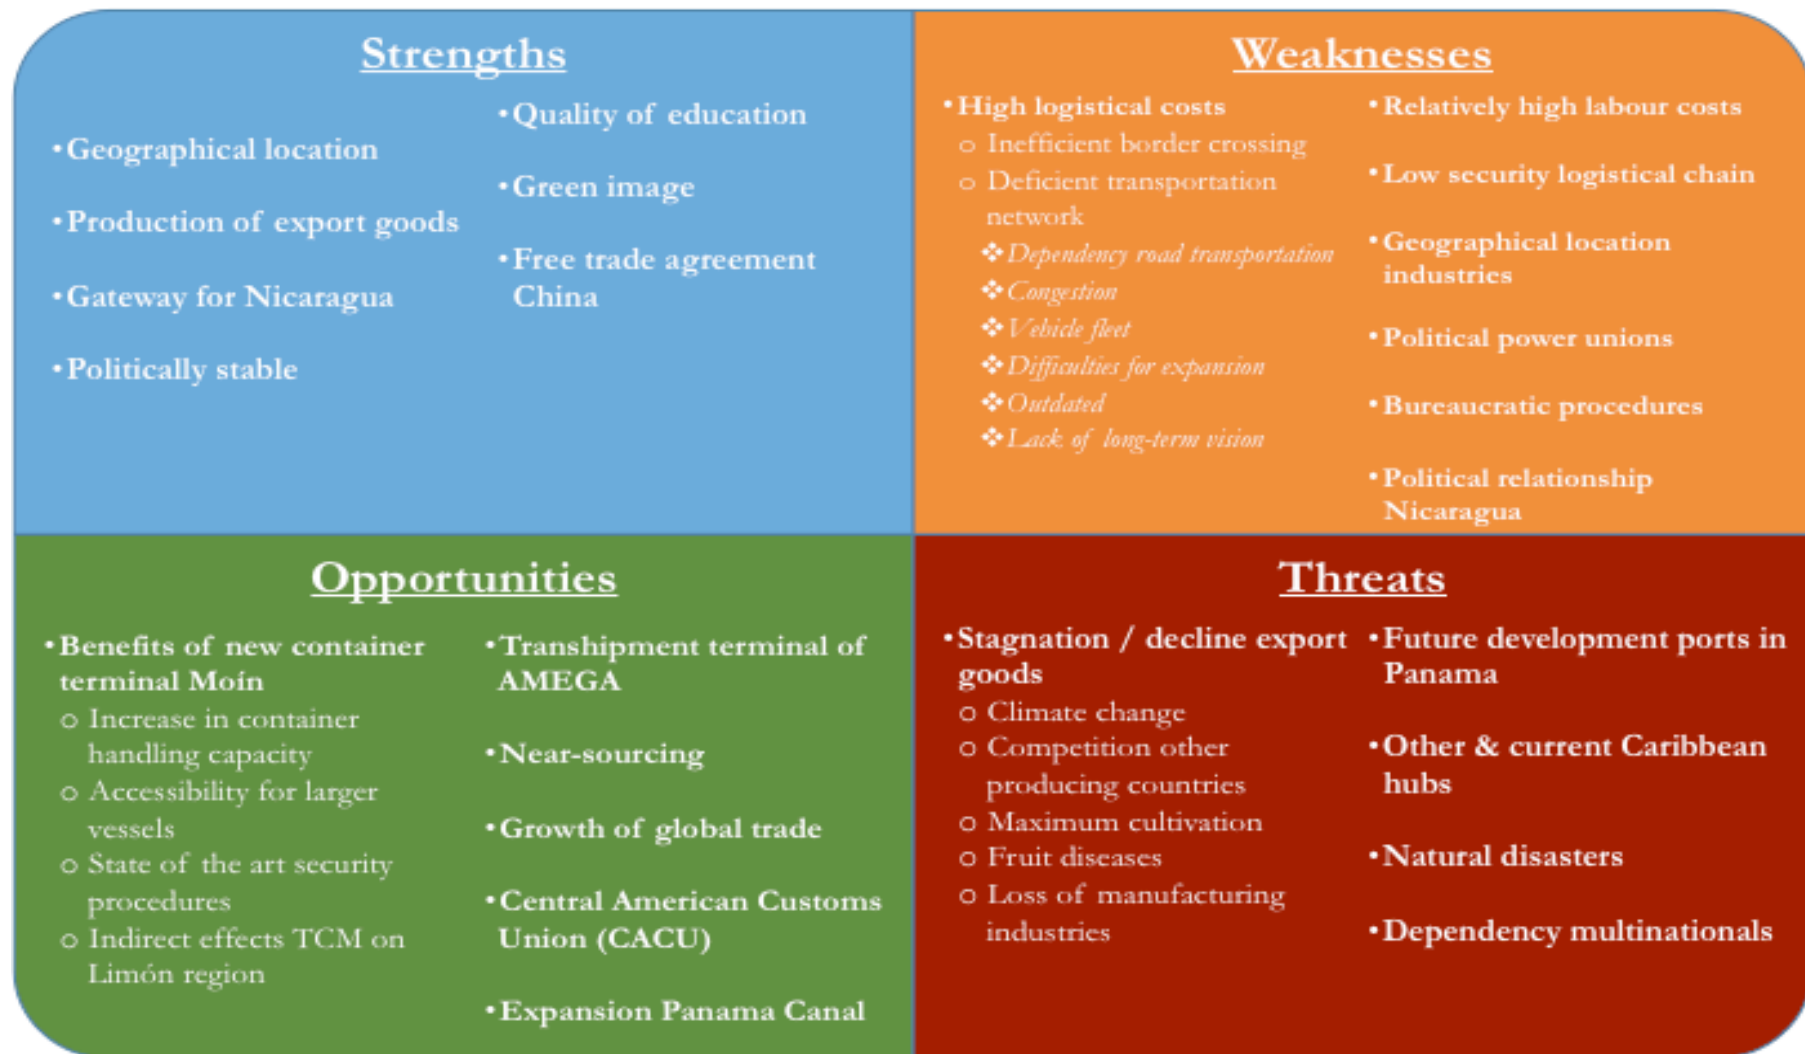 Strengths
•Geographical location
•Production of export goods
•Gateway for Nicaragua
•Politically stable
•Quality of education
•Green image
•Free trade agreement
China
Weaknesses
•High logistical costs
o Inefficient border crossing
o Deficient transportation
network
❖Dependency road transportation
❖Congestion
❖Vehicle fleet
❖Difficulties for expansion
❖Outdated
❖Lack of long-term vision
•Relatively high labour costs
•Low security logistical chain
•Geographical location
industries
•Political power unions
•Bureaucratic procedures
•Political relationship
Nicaragua
Opportunities
•Benefits of new container
terminal Moín
o Increase in container
handling capacity
o Accessibility for larger
vessels
o State of the art security
procedures
o Indirect effects TCM on
Limón region
•Transhipment terminal of
AMEGA
•Near-sourcing
•Growth of global trade
•Central American Customs
Union (CACU)
•Expansion Panama Canal
Threats
•Stagnation / decline export
goods
o Climate change
o Competition other
producing countries
o Maximum cultivation
o Fruit diseases
o Loss of manufacturing
industries
•Future development ports in
Panama
•Other & current Caribbean
hubs
•Natural disasters
•Dependency multinationals